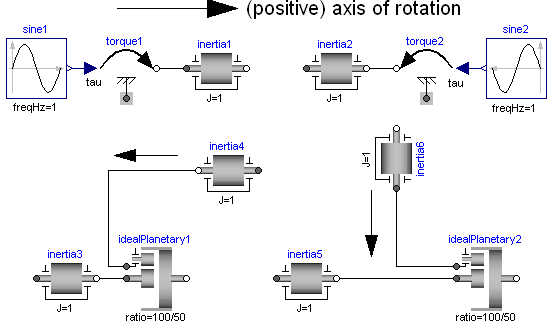 (positive) axis of rotation
sine1
torque1
inertia1
inertia2
torque2
sine2
tau
tau
J=1
J=1
freqHz=1
freqHz=1
inertia4
J=1
inertia6
J=1
inertia3
idealPlanetary1
inertia5
idealPlanetary2
J=1
ratio=100/50
J=1
ratio=100/50